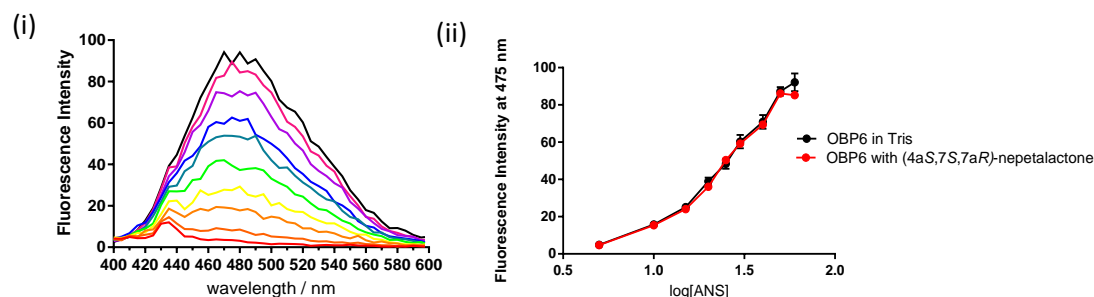 (i)
Fluorescence Intensity
100
80
60
40
20
0
400 420 440 460 480 500 520 540 560 580 600
wavelength / nm
(ii)
Fluorescence Intensity at 475 nm
100
80
60
40
20
0
0.5 1.0 1.5 2.0
log[ANS]
OBP6 in Tris
OBP6 with (4aS,7S,7aR)-nepetalactone